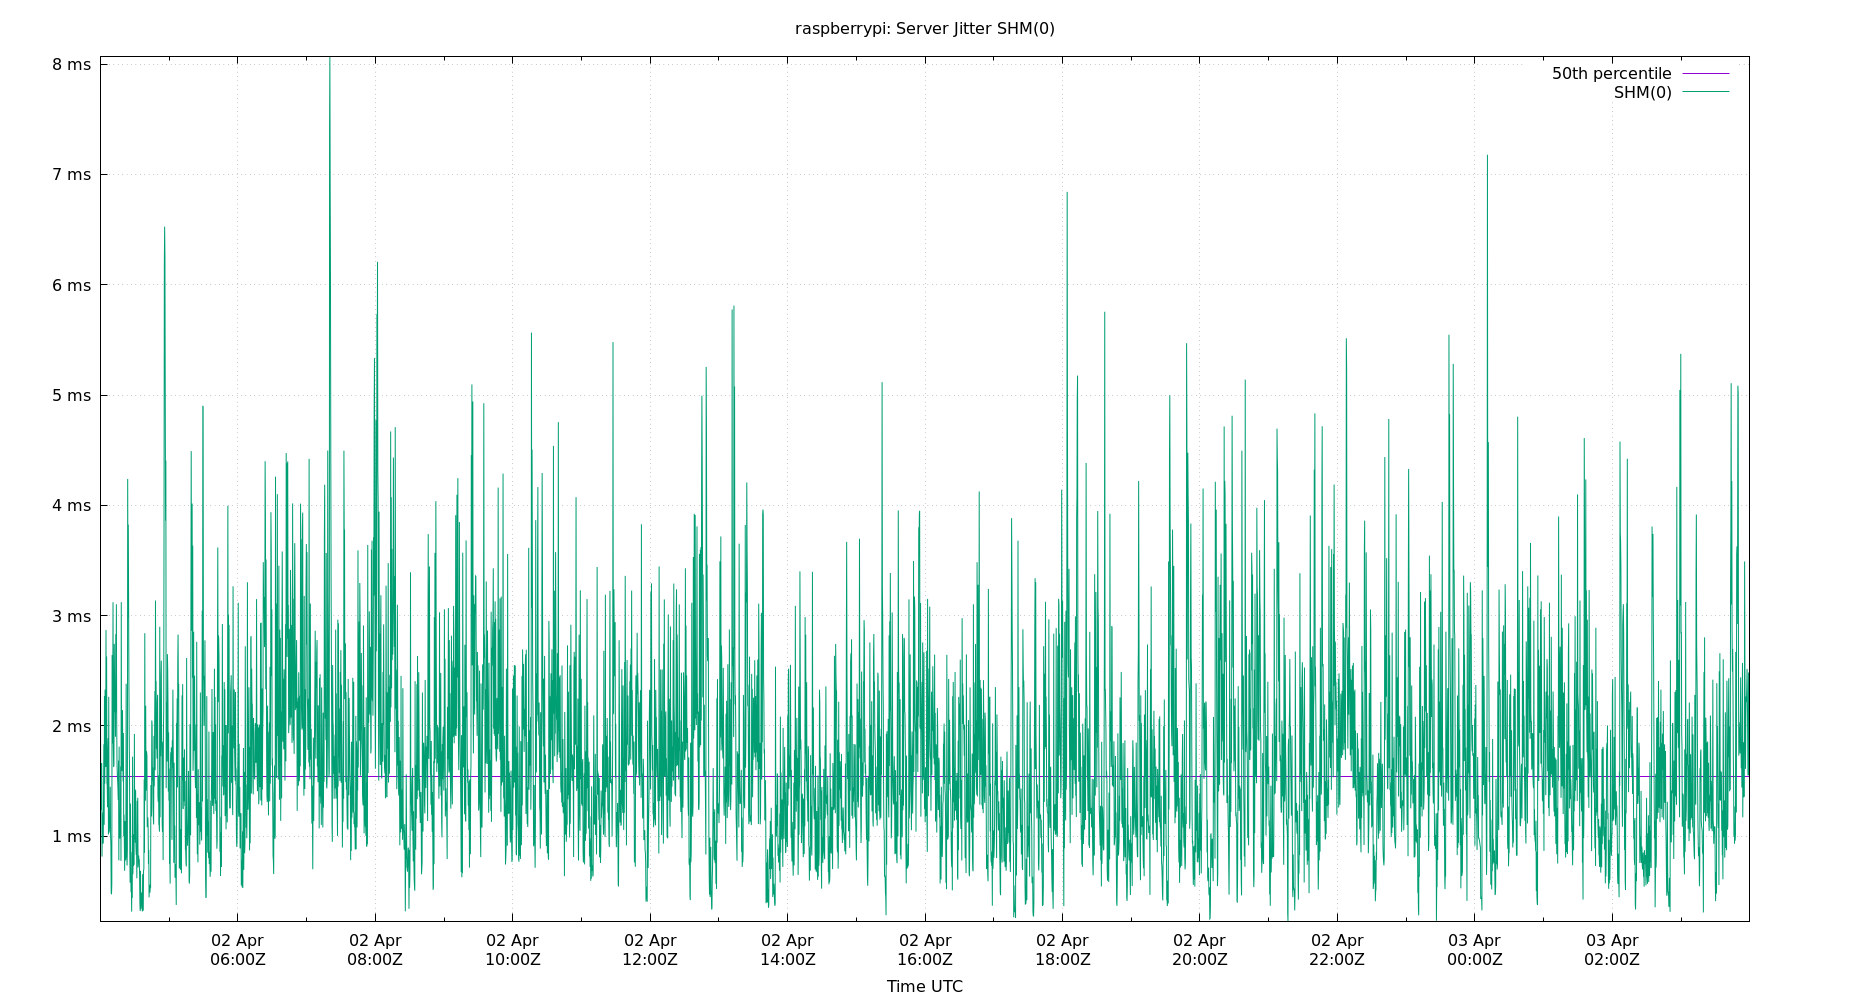 raspberrypi: Server Jitter SHM(0)
8 ms
7 ms
6 ms
5 ms
4 ms
3 ms
2 ms
1 ms
50th percentile
SHM(0)
02 Apr 02 Apr 02 Apr 02 Apr 02 Apr 02 Apr 02 Apr 02 Apr 02 Apr 03 Apr 03 Apr
06:00Z 08:00Z 10:00Z 12:00Z 14:00Z 16:00Z 18:00Z 20:00Z 22:00Z 00:00Z 02:00Z
Time UTC